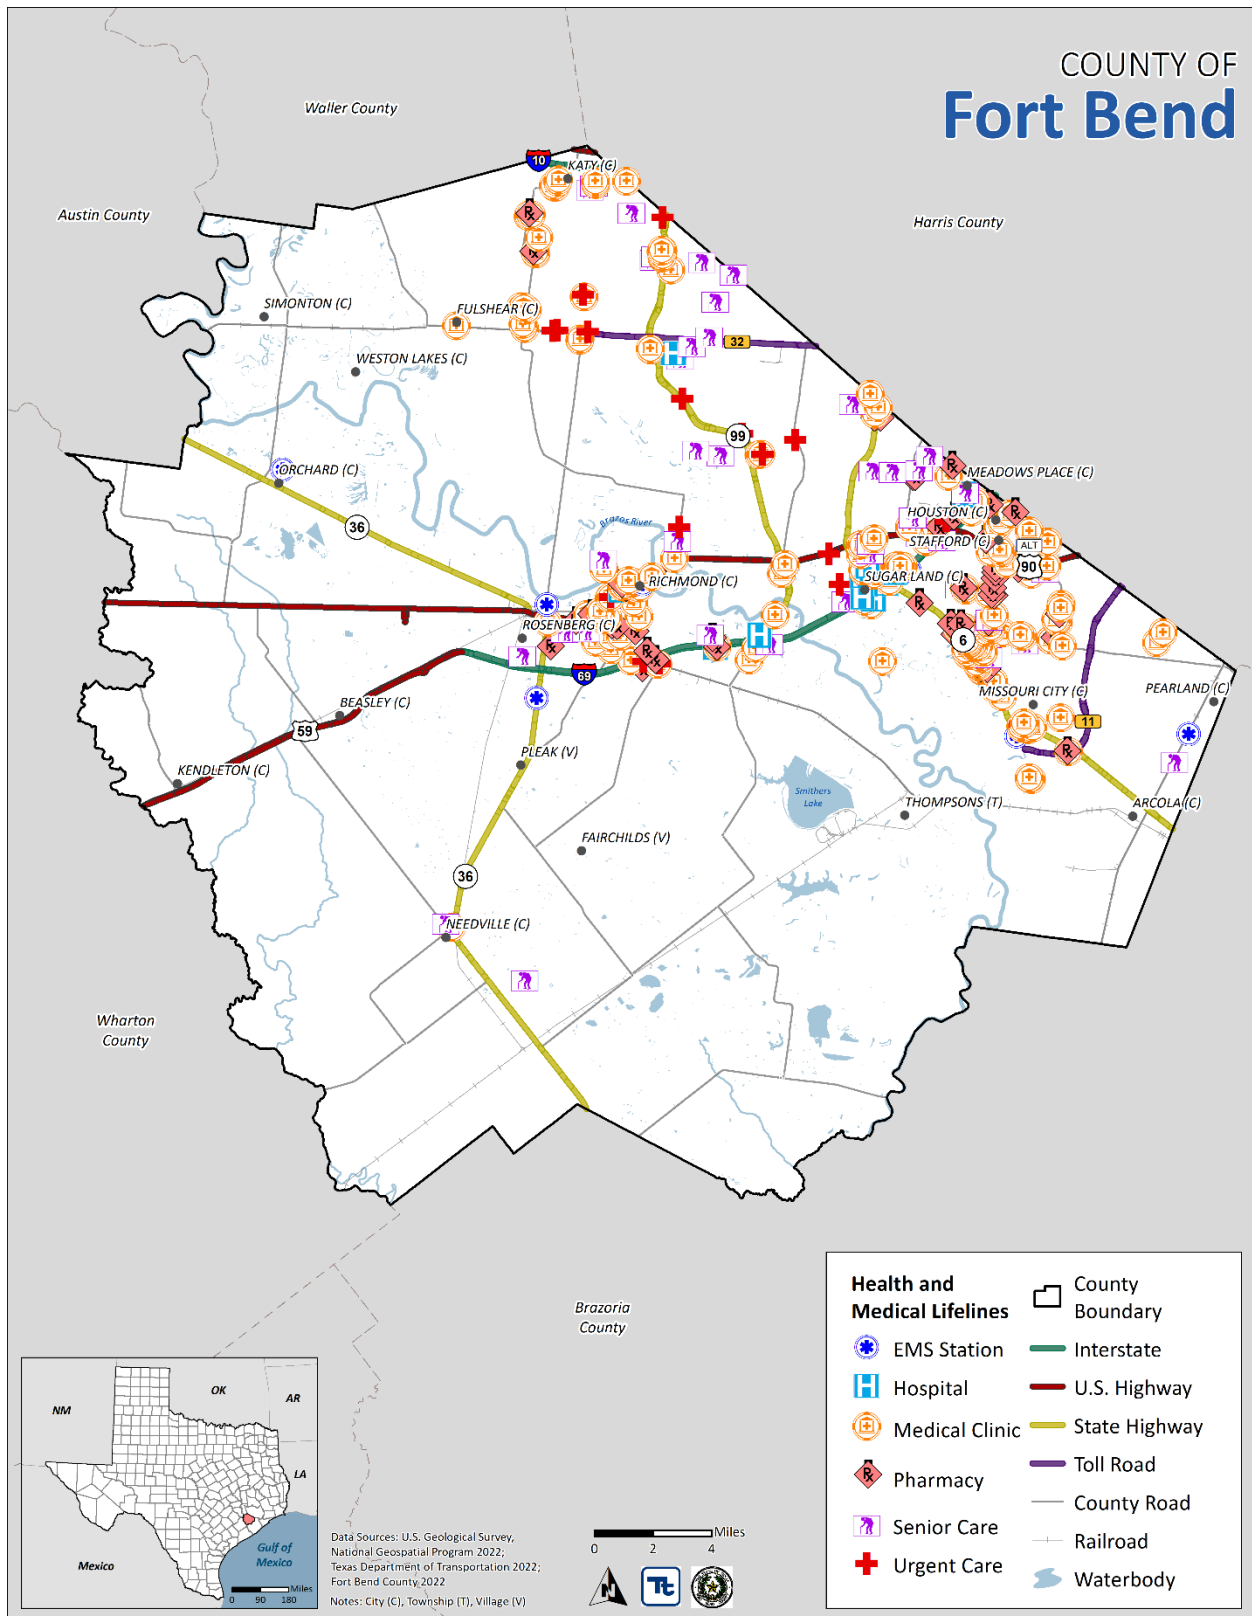 COUNTY OF
Fort Bend
Waller County
Austin County
Harris County
10
KATY (C)
SIMONTON (C)
FULSHEAR (C)
32
WESTON LAKES (C)
99
ORCHARD (C)
MEADOWS PLACE (C)
HOUSTON (C)
36
Brazos River
STAFFORD (C)
ALT
90
RICHMOND (C)
SUGAR LAND (C)
ROSENBERG (C)
6
69
BEASLEY (C)
MISSOURI CITY (C)
PEARLAND (C)
59
11
PLEAK (V)
KENDLETON (C)
Smithers
Lake
THOMPSONS (T)
ARCOLA (C)
FAIRCHILDS (V)
36
NEEDVILLE (C)
Wharton
County
Brazoria
County
Health and
Medical Lifelines
EMS Station
Hospital
Medical Clinic
Pharmacy
Senior Care
Urgent Care
County
Boundary
Interstate
U.S. Highway
State Highway
Toll Road
County Road
Railroad
Waterbody
NM
OK
AR
LA
Mexico
Gulf of
Mexico
Miles
0 90 180
Data Sources: U.S. Geological Survey,
National Geospatial Program 2022;
Texas Department of Transportation 2022;
Fort Bend County 2022
Notes: City (C), Township (T), Village (V)
Miles
0 2 4
N
Tt